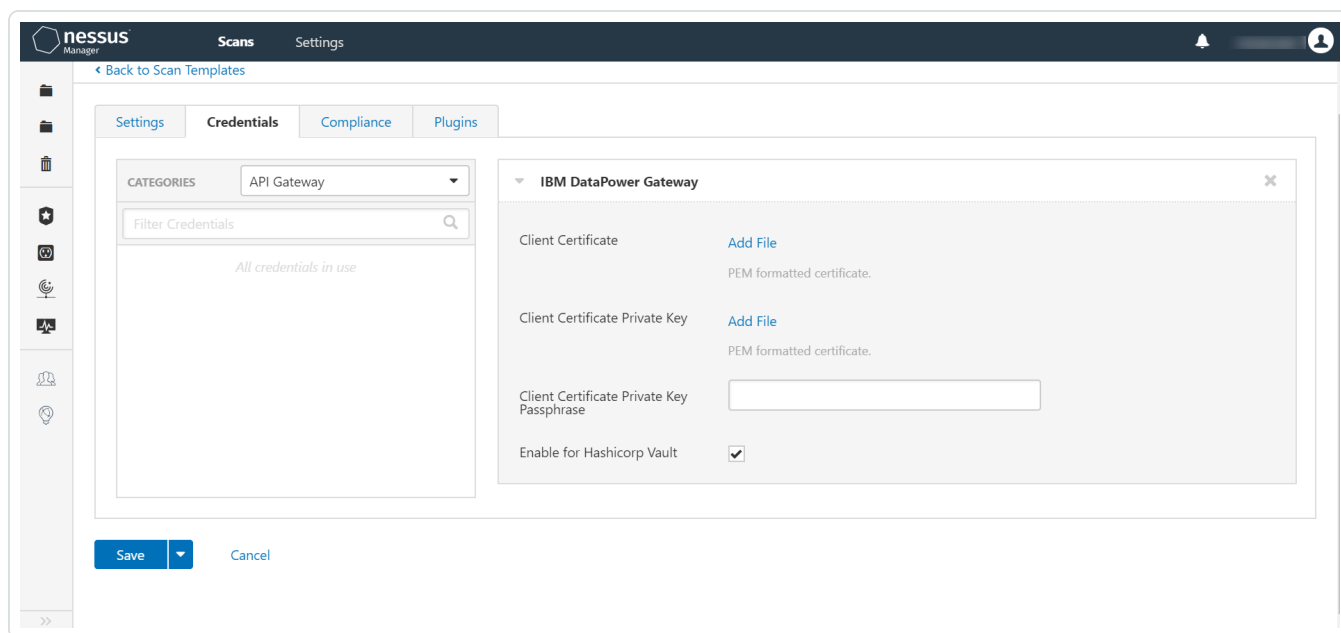 nessus
Manager
Scans
Settings
Back to Scan Templates
Settings
Credentials
Compliance
Plugins
CATEGORIES
API Gateway
Filter Credentials
All credentials in use
IBM DataPower Gateway
Client Certificate
Add File
PEM formatted certificate.
Client Certificate Private Key
Add File
PEM formatted certificate.
Client Certificate Private Key
Passphrase
Enable for Hashicorp Vault
Save
Cancel